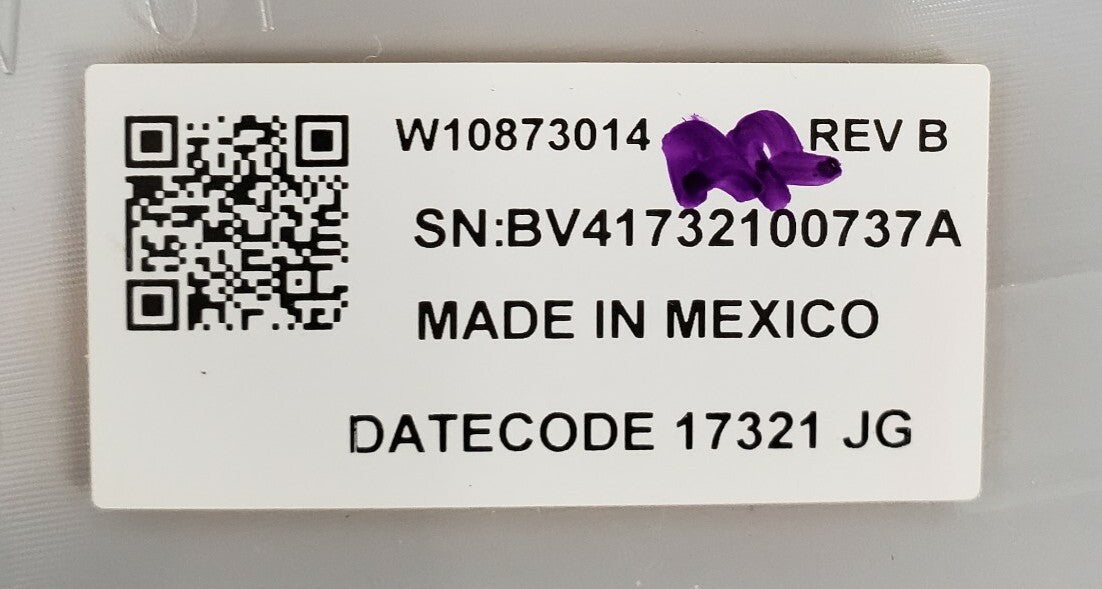 W10873014 REV B
SN:BV41732100737A
MADE IN MEXICO
DATECODE 17321 JG